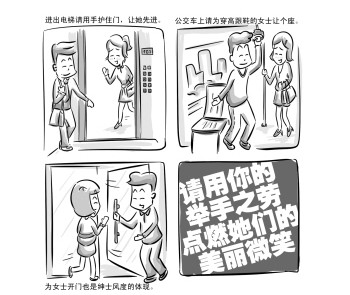 进出电梯请用手护住门，让她先进。
公交车上请为穿高跟鞋的女士让个座。
为女士开门也是绅士风度的体现。
请用你的
举手之劳
点燃她们的
美丽微笑